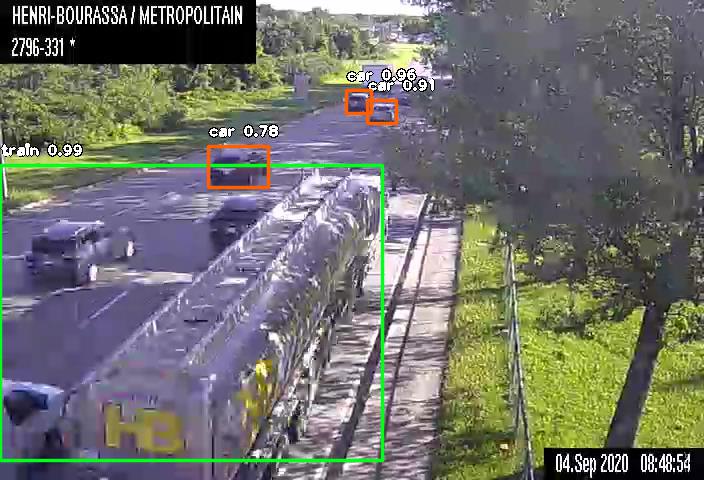 HENRI-BOURASSA / METROPOLITAIN
2796-331 *
car 0.96
car 0.91
car 0.78
train 0.99
HB
04.Sep 2020 08:48:54